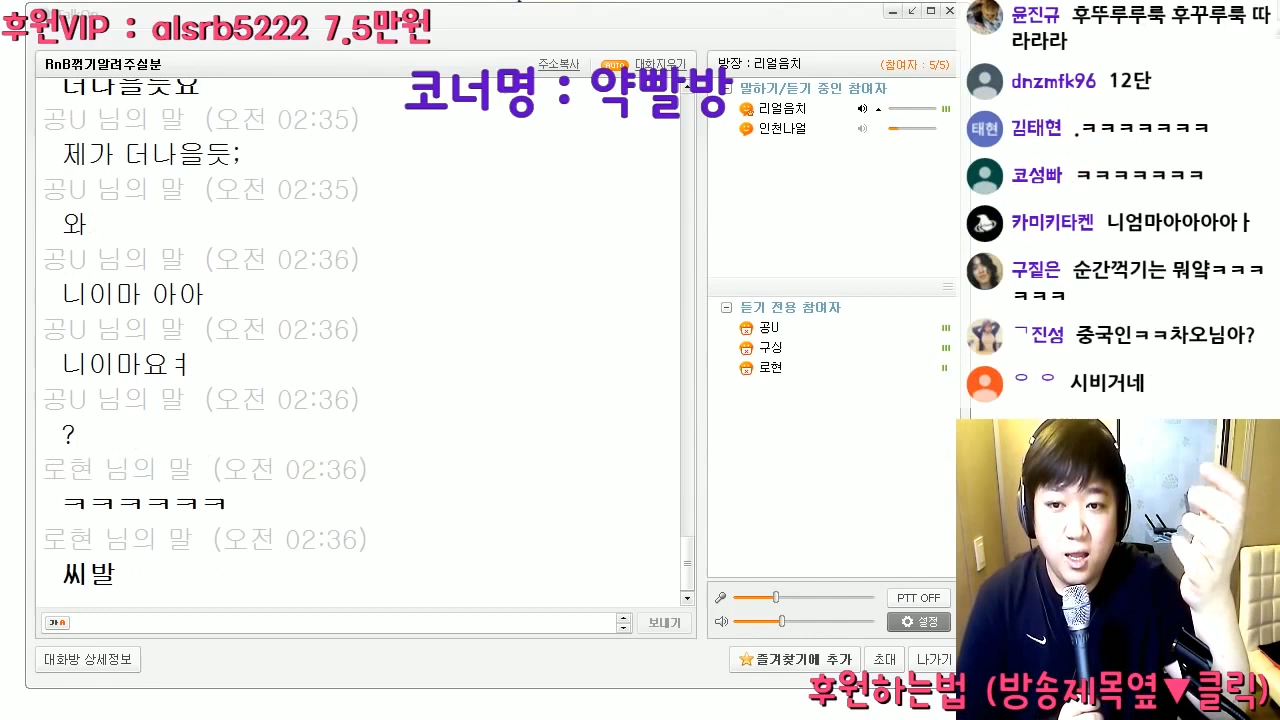 후원VIP : alsrb5222 7.5만원
RnB꺾기알려주실분
주소복사
AUTO
대화지우기
코너명 : 약빨방
더나을듯요
공U 님의 말 (오전 02:35)
제가 더나을듯;
공U 님의 말 (오전 02:35)
와
공U 님의 말 (오전 02:36)
니이마 아아
공U 님의 말 (오전 02:36)
니이마요ㅕ
공U 님의 말 (오전 02:36)
?
로현 님의 말 (오전 02:36)
ㅋㅋㅋㅋㅋㅋ
로현 님의 말 (오전 02:36)
씨발
가A
보내기
대화방 상세정보
방장 : 리얼음치
(참여자 : 5/5)
말하기/듣기 중인 참여자
리얼음치
인천나얼
듣기 전용 참여자
공U
구싱
로현
PTT OFF
설정
즐겨찾기에 추가
초대
나가기
윤진규 후뚜루루룩 후꾸루룩 따
라라라
dnzmfk96 12단
태현
김태현 .ㅋㅋㅋㅋㅋㅋㅋ
코성빠 ㅋㅋㅋㅋㅋㅋㅋ
카미키타켄 니엄마아아아아ㅏ
구짙은 순간꺽기는 뭐얔ㅋㅋㅋ
ㅋㅋㅋㅋ
ㄱ진성 중국인ㅋㅋ차오님아?
ㅇ ㅇ 시비거네
후원하는법 (방송제목옆▼클릭)